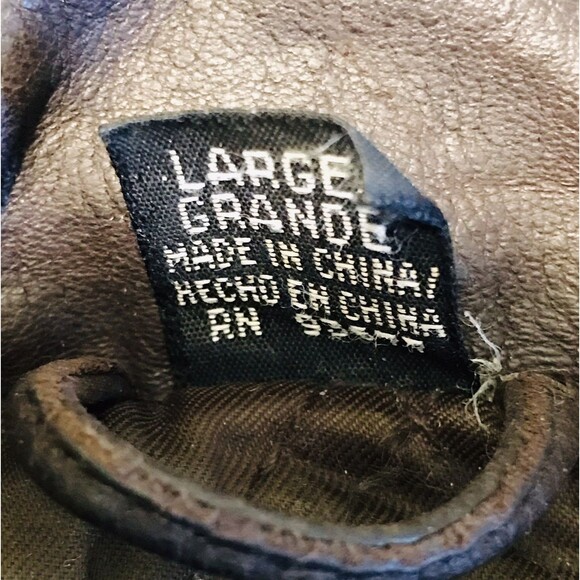 LARGE
GRANDE
MADE IN CHINA/
HECHO EN CHINA
RN